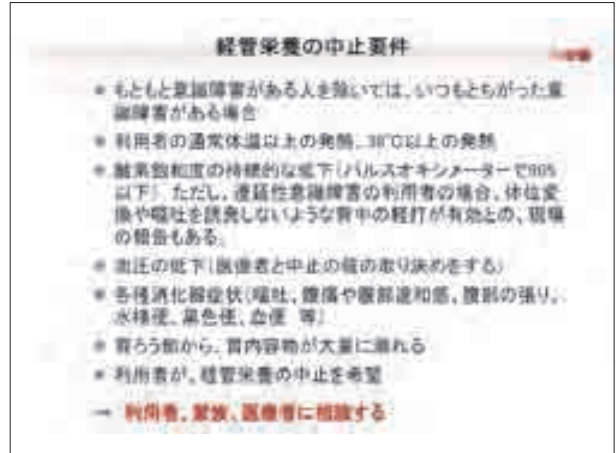 経管栄養の中止要件
もともと意識障害がある人を除いては、いつもとちがった意
識障害がある場合
利用者の通常体温以上の発熱、38℃以上の発熱
酸素飽和度の持続的な低下(パルスオキシメーターで90%
以下) ただし、遷延性意識障害の利用者の場合、体位変
換や嘔吐を誘発しないような背中の軽打が有効との、現場
の報告もある。
血圧の低下(医療者と中止の値の取り決めをする)
各種消化器症状(嘔吐、腹痛や腹部違和感、腹部の張り、
水様便、黒色便、血便 等)
胃ろう部から、胃内容物が大量に漏れる
利用者が、経管栄養の中止を希望
→ 利用者、家族、医療者に相談する